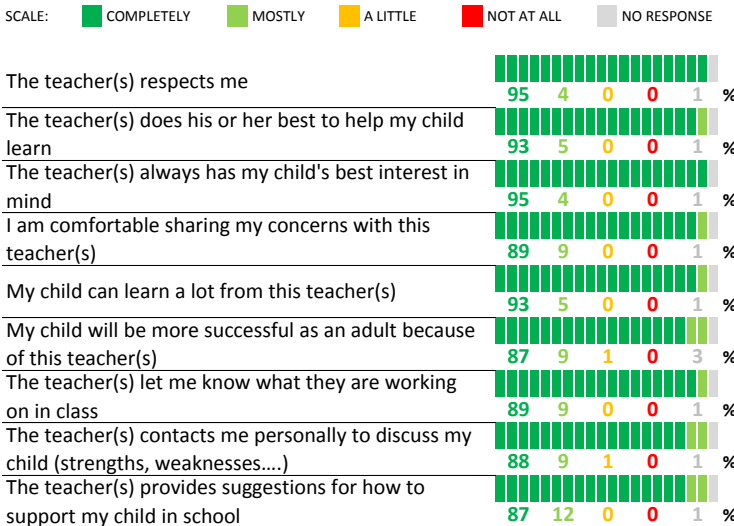 SCALE: COMPLETELY MOSTLY A LITTLE NOT AT ALL NO RESPONSE
The teacher(s) respects me
95 4 0 0 1 %
The teacher(s) does his or her best to help my child
learn
93 5 0 0 1 %
The teacher(s) always has my child's best interest in
mind
95 4 0 0 1 %
I am comfortable sharing my concerns with this
teacher(s)
89 9 0 0 1 %
My child can learn a lot from this teacher(s)
93 5 0 0 1 %
My child will be more successful as an adult because
of this teacher(s)
87 9 1 0 3 %
The teacher(s) let me know what they are working
on in class
89 9 0 0 1 %
The teacher(s) contacts me personally to discuss my
child (strengths, weaknesses....)
88 9 1 0 1 %
The teacher(s) provides suggestions for how to
support my child in school
87 12 0 0 1 %